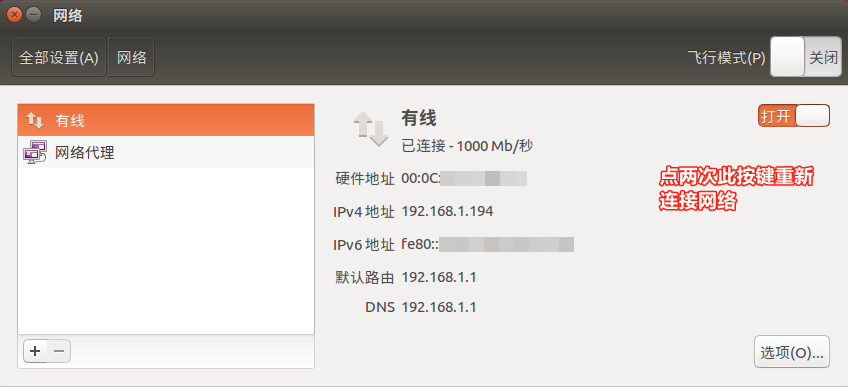 网络
全部设置(A) 网络 飞行模式(P) 关闭
有线
网络代理
有线 打开
已连接 - 1000 Mb/秒
硬件地址 00:0C:
IPv4 地址 192.168.1.194
IPv6 地址 fe80::
默认路由 192.168.1.1
DNS 192.168.1.1
点两次此按键重新
连接网络
选项(O)...